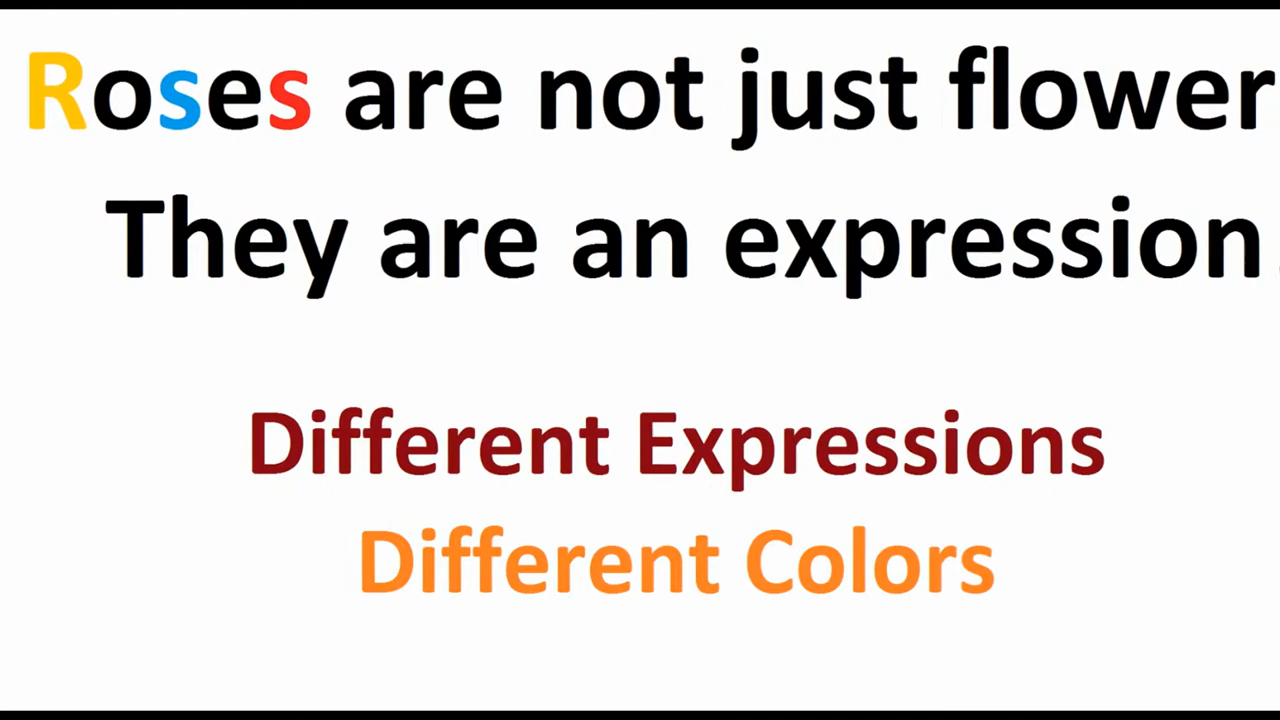 Roses are not just flower
They are an expression.
Different Expressions
Different Colors